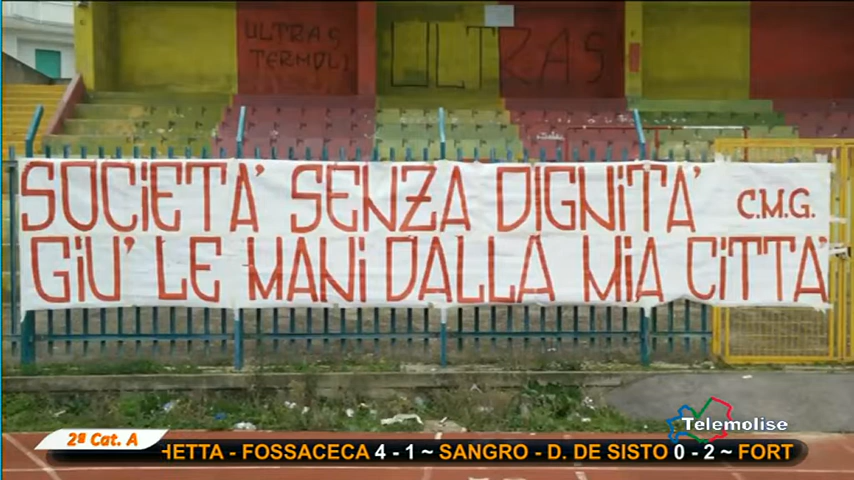 ULTRAS
TERMOLI
ULTRAS
SOCIETA' SENZA DIGNITA' C.M.G.
GIU' LE MANI DALLA MIA CITTA'
Telemolise
2ª Cat. A
HETTA - FOSSACECA 4 - 1 ~ SANGRO - D. DE SISTO 0 - 2 ~ FORT